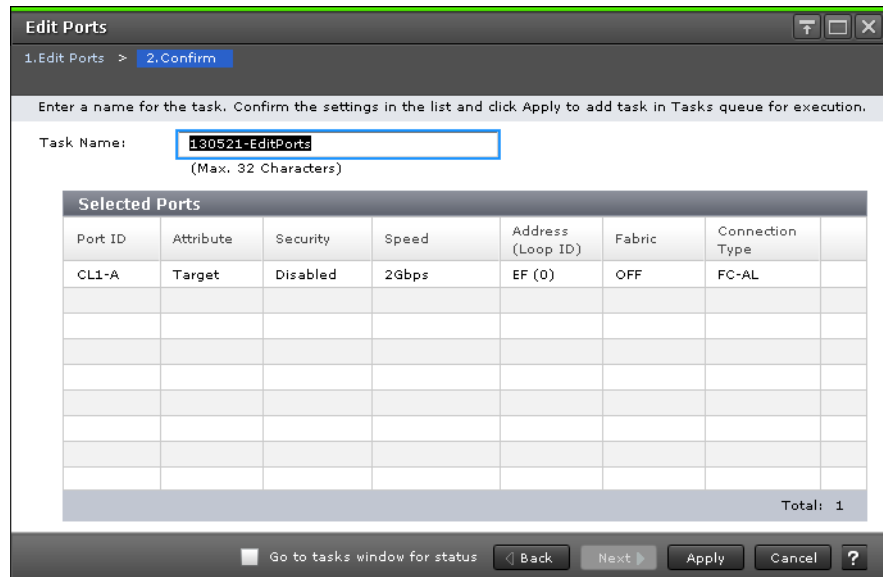 Edit Ports
1.Edit Ports > 2.Confirm
Enter a name for the task. Confirm the settings in the list and click Apply to add task in Tasks queue for execution.
Task Name: 130521-EditPorts
(Max. 32 Characters)
Selected Ports
Port ID Attribute Security Speed Address (Loop ID) Fabric Connection Type
CL1-A Target Disabled 2Gbps EF (0) OFF FC-AL
Total: 1
Go to tasks window for status Back Next Apply Cancel ?